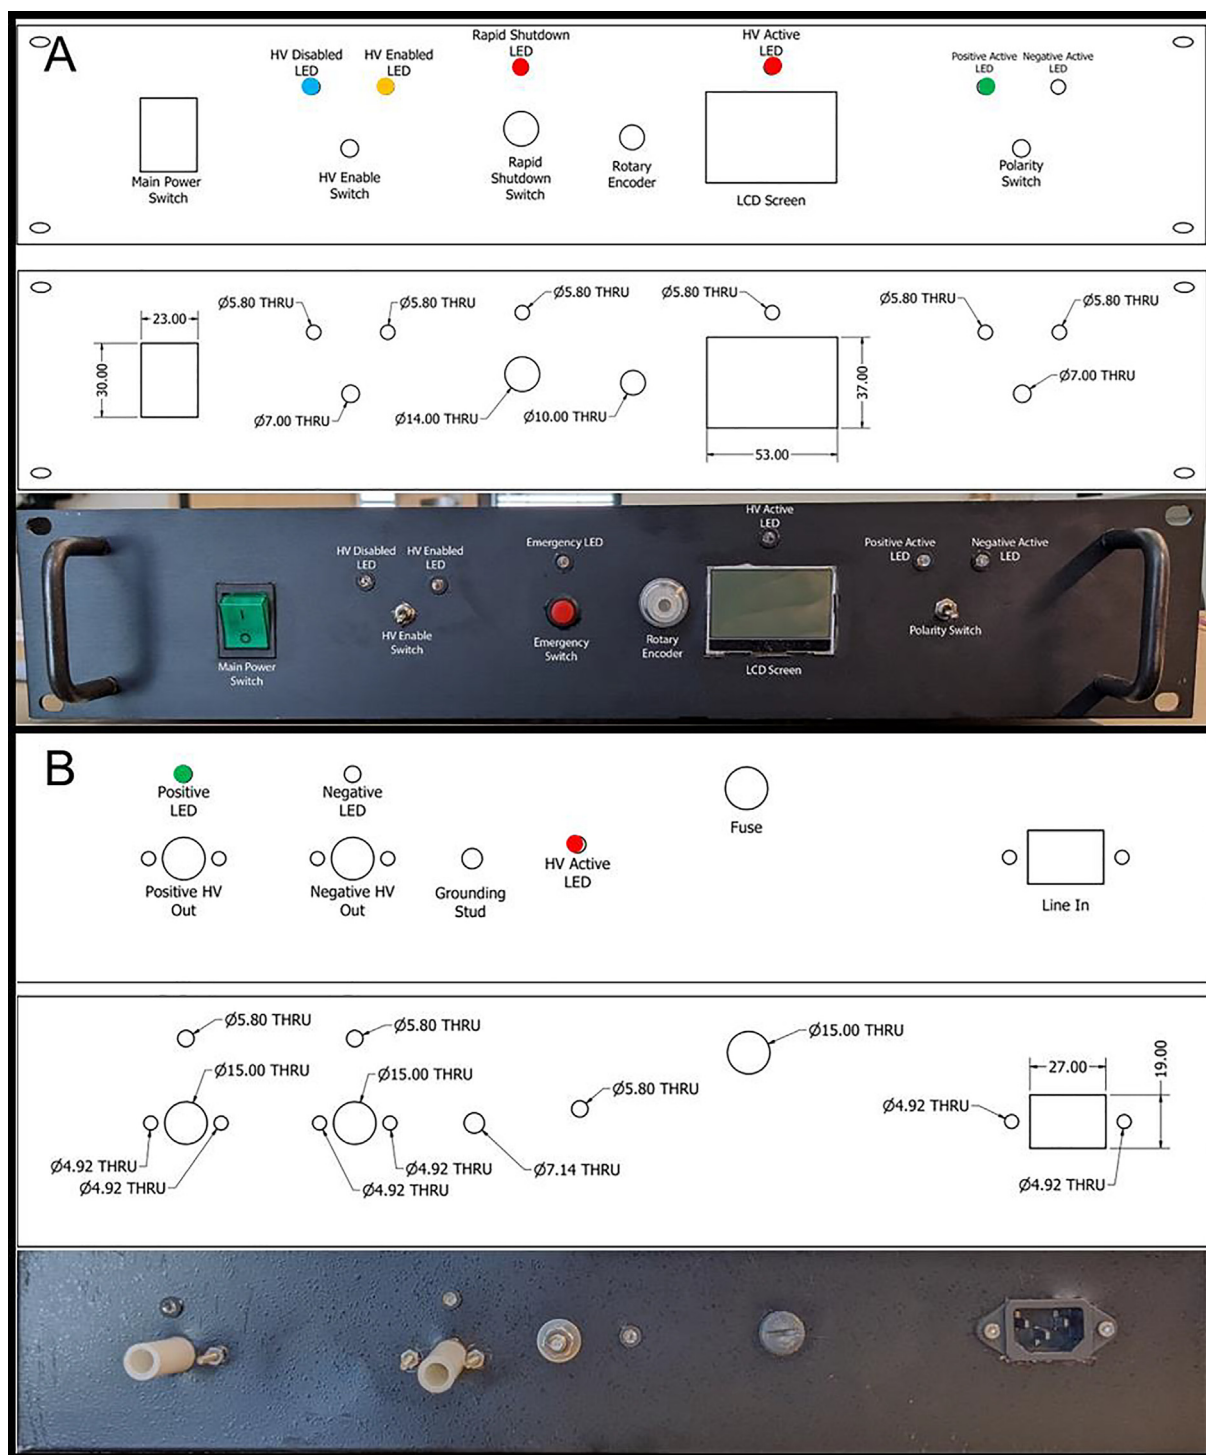 A
HV Disabled
LED
HV Enabled
LED
Rapid Shutdown
LED
HV Active
LED
Positive Active
LED
Negative Active
LED
Main Power
Switch
HV Enable
Switch
Rapid
Shutdown
Switch
Rotary
Encoder
LCD Screen
Polarity
Switch
23.00
30.00
Ø5.80 THRU
Ø5.80 THRU
Ø5.80 THRU
Ø5.80 THRU
Ø5.80 THRU
Ø5.80 THRU
Ø7.00 THRU
Ø14.00 THRU
Ø10.00 THRU
37.00
53.00
Ø7.00 THRU
HV Disabled
LED
HV Enabled
LED
Emergency LED
HV Active
LED
Positive Active
LED
Negative Active
LED
I
O
Main Power
Switch
HV Enable
Switch
Emergency
Switch
Rotary
Encoder
LCD Screen
Polarity Switch
B
Positive
LED
Negative
LED
Fuse
Positive HV
Out
Negative HV
Out
Grounding
Stud
HV Active
LED
Line In
Ø5.80 THRU
Ø5.80 THRU
Ø15.00 THRU
Ø15.00 THRU
Ø15.00 THRU
Ø5.80 THRU
27.00
19.00
Ø4.92 THRU
Ø4.92 THRU
Ø4.92 THRU
Ø4.92 THRU
Ø4.92 THRU
Ø7.14 THRU
Ø4.92 THRU